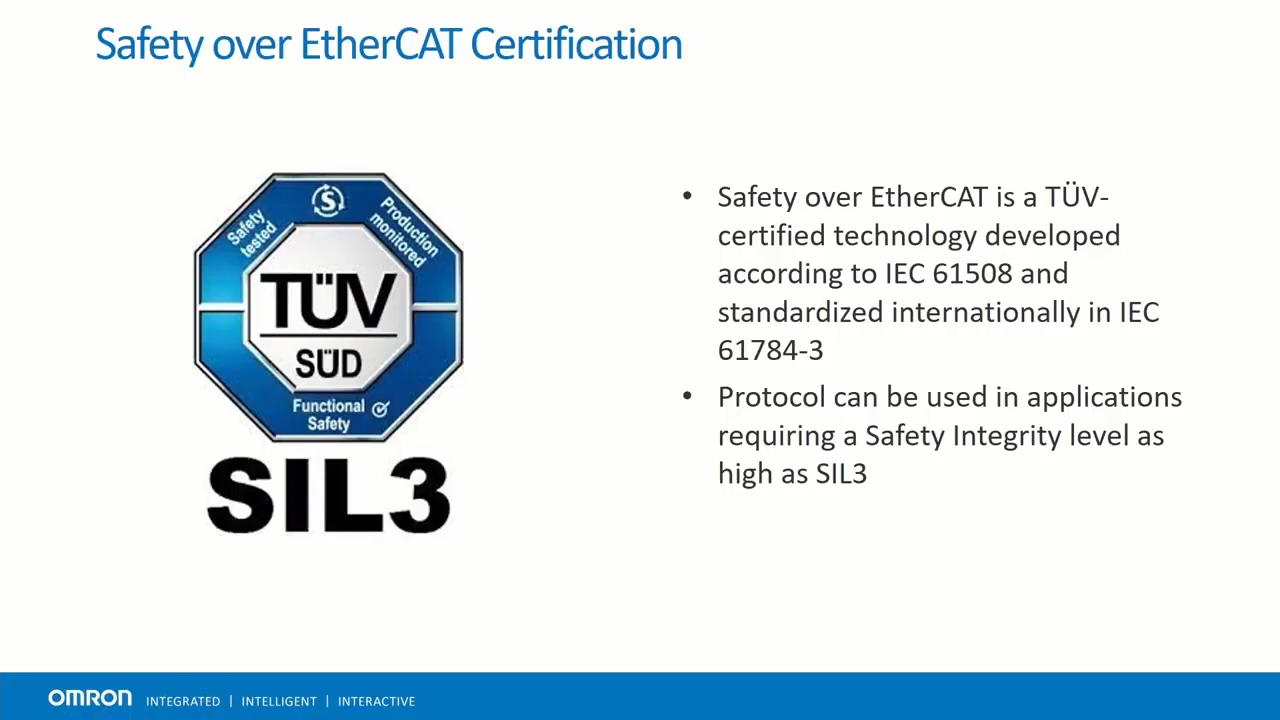 Safety over EtherCAT Certification
Safety
tested
S
Production
monitored
TÜV
SÜD
Functional
Safety
SIL3
• Safety over EtherCAT is a TÜV-
certified technology developed
according to IEC 61508 and
standardized internationally in IEC
61784-3
• Protocol can be used in applications
requiring a Safety Integrity level as
high as SIL3
OMRON INTEGRATED | INTELLIGENT | INTERACTIVE